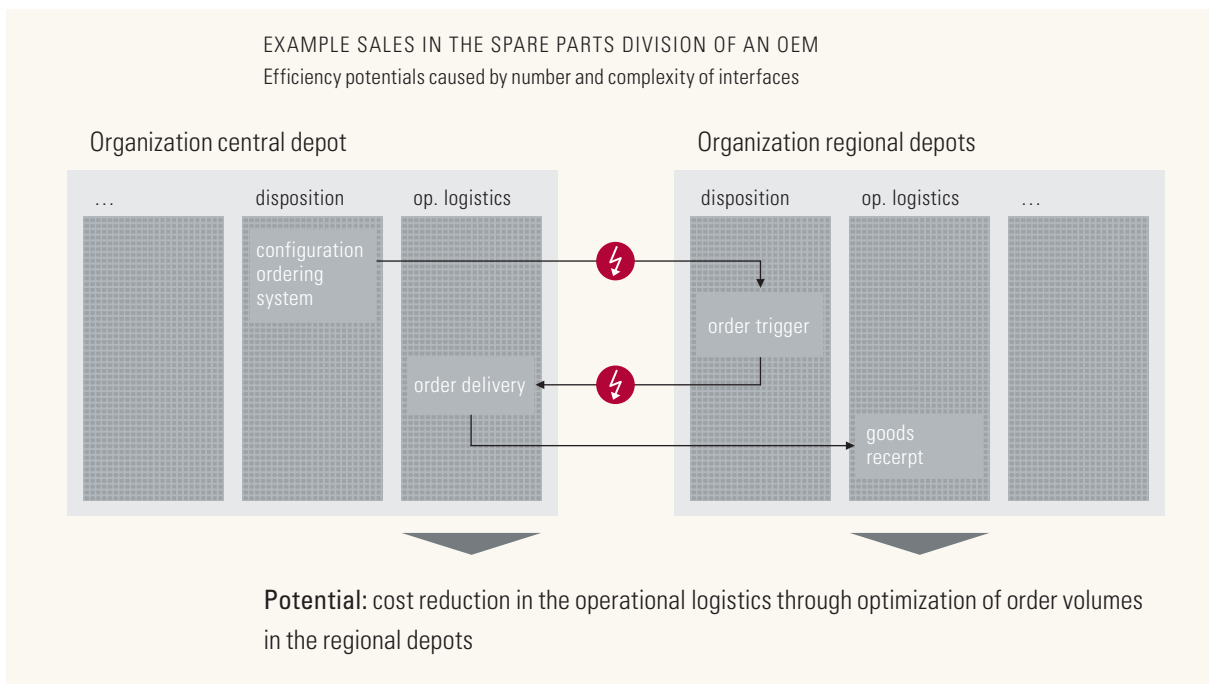 EXAMPLE SALES IN THE SPARE PARTS DIVISION OF AN OEM
Efficiency potentials caused by number and complexity of interfaces
Organization central depot
…
disposition
op. logistics
configuration
ordering
system
order delivery
Organization regional depots
disposition
op. logistics
…
order trigger
goods
recerpt
Potential: cost reduction in the operational logistics through optimization of order volumes
in the regional depots